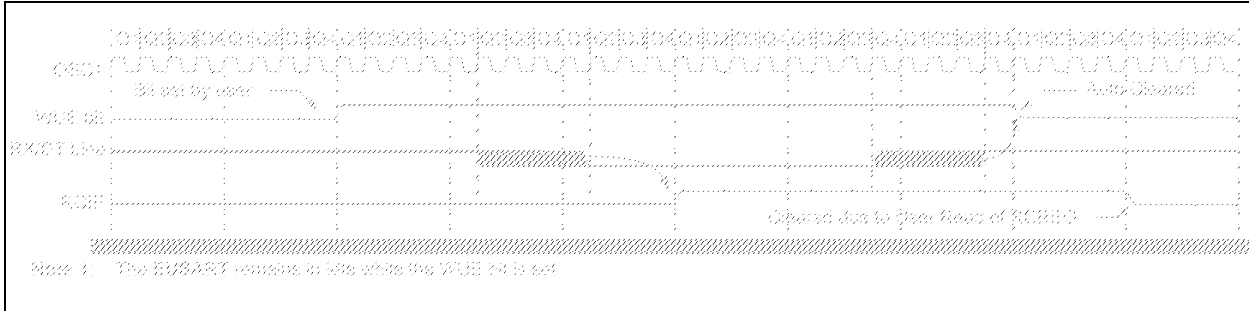 OSC1
Bit set by user
Auto-Cleared
WUE bit
RX/DT Line
RCIF
Cleared due to User Read of RCREG
Note 1: The EUSART remains in Idle while the WUE bit is set.